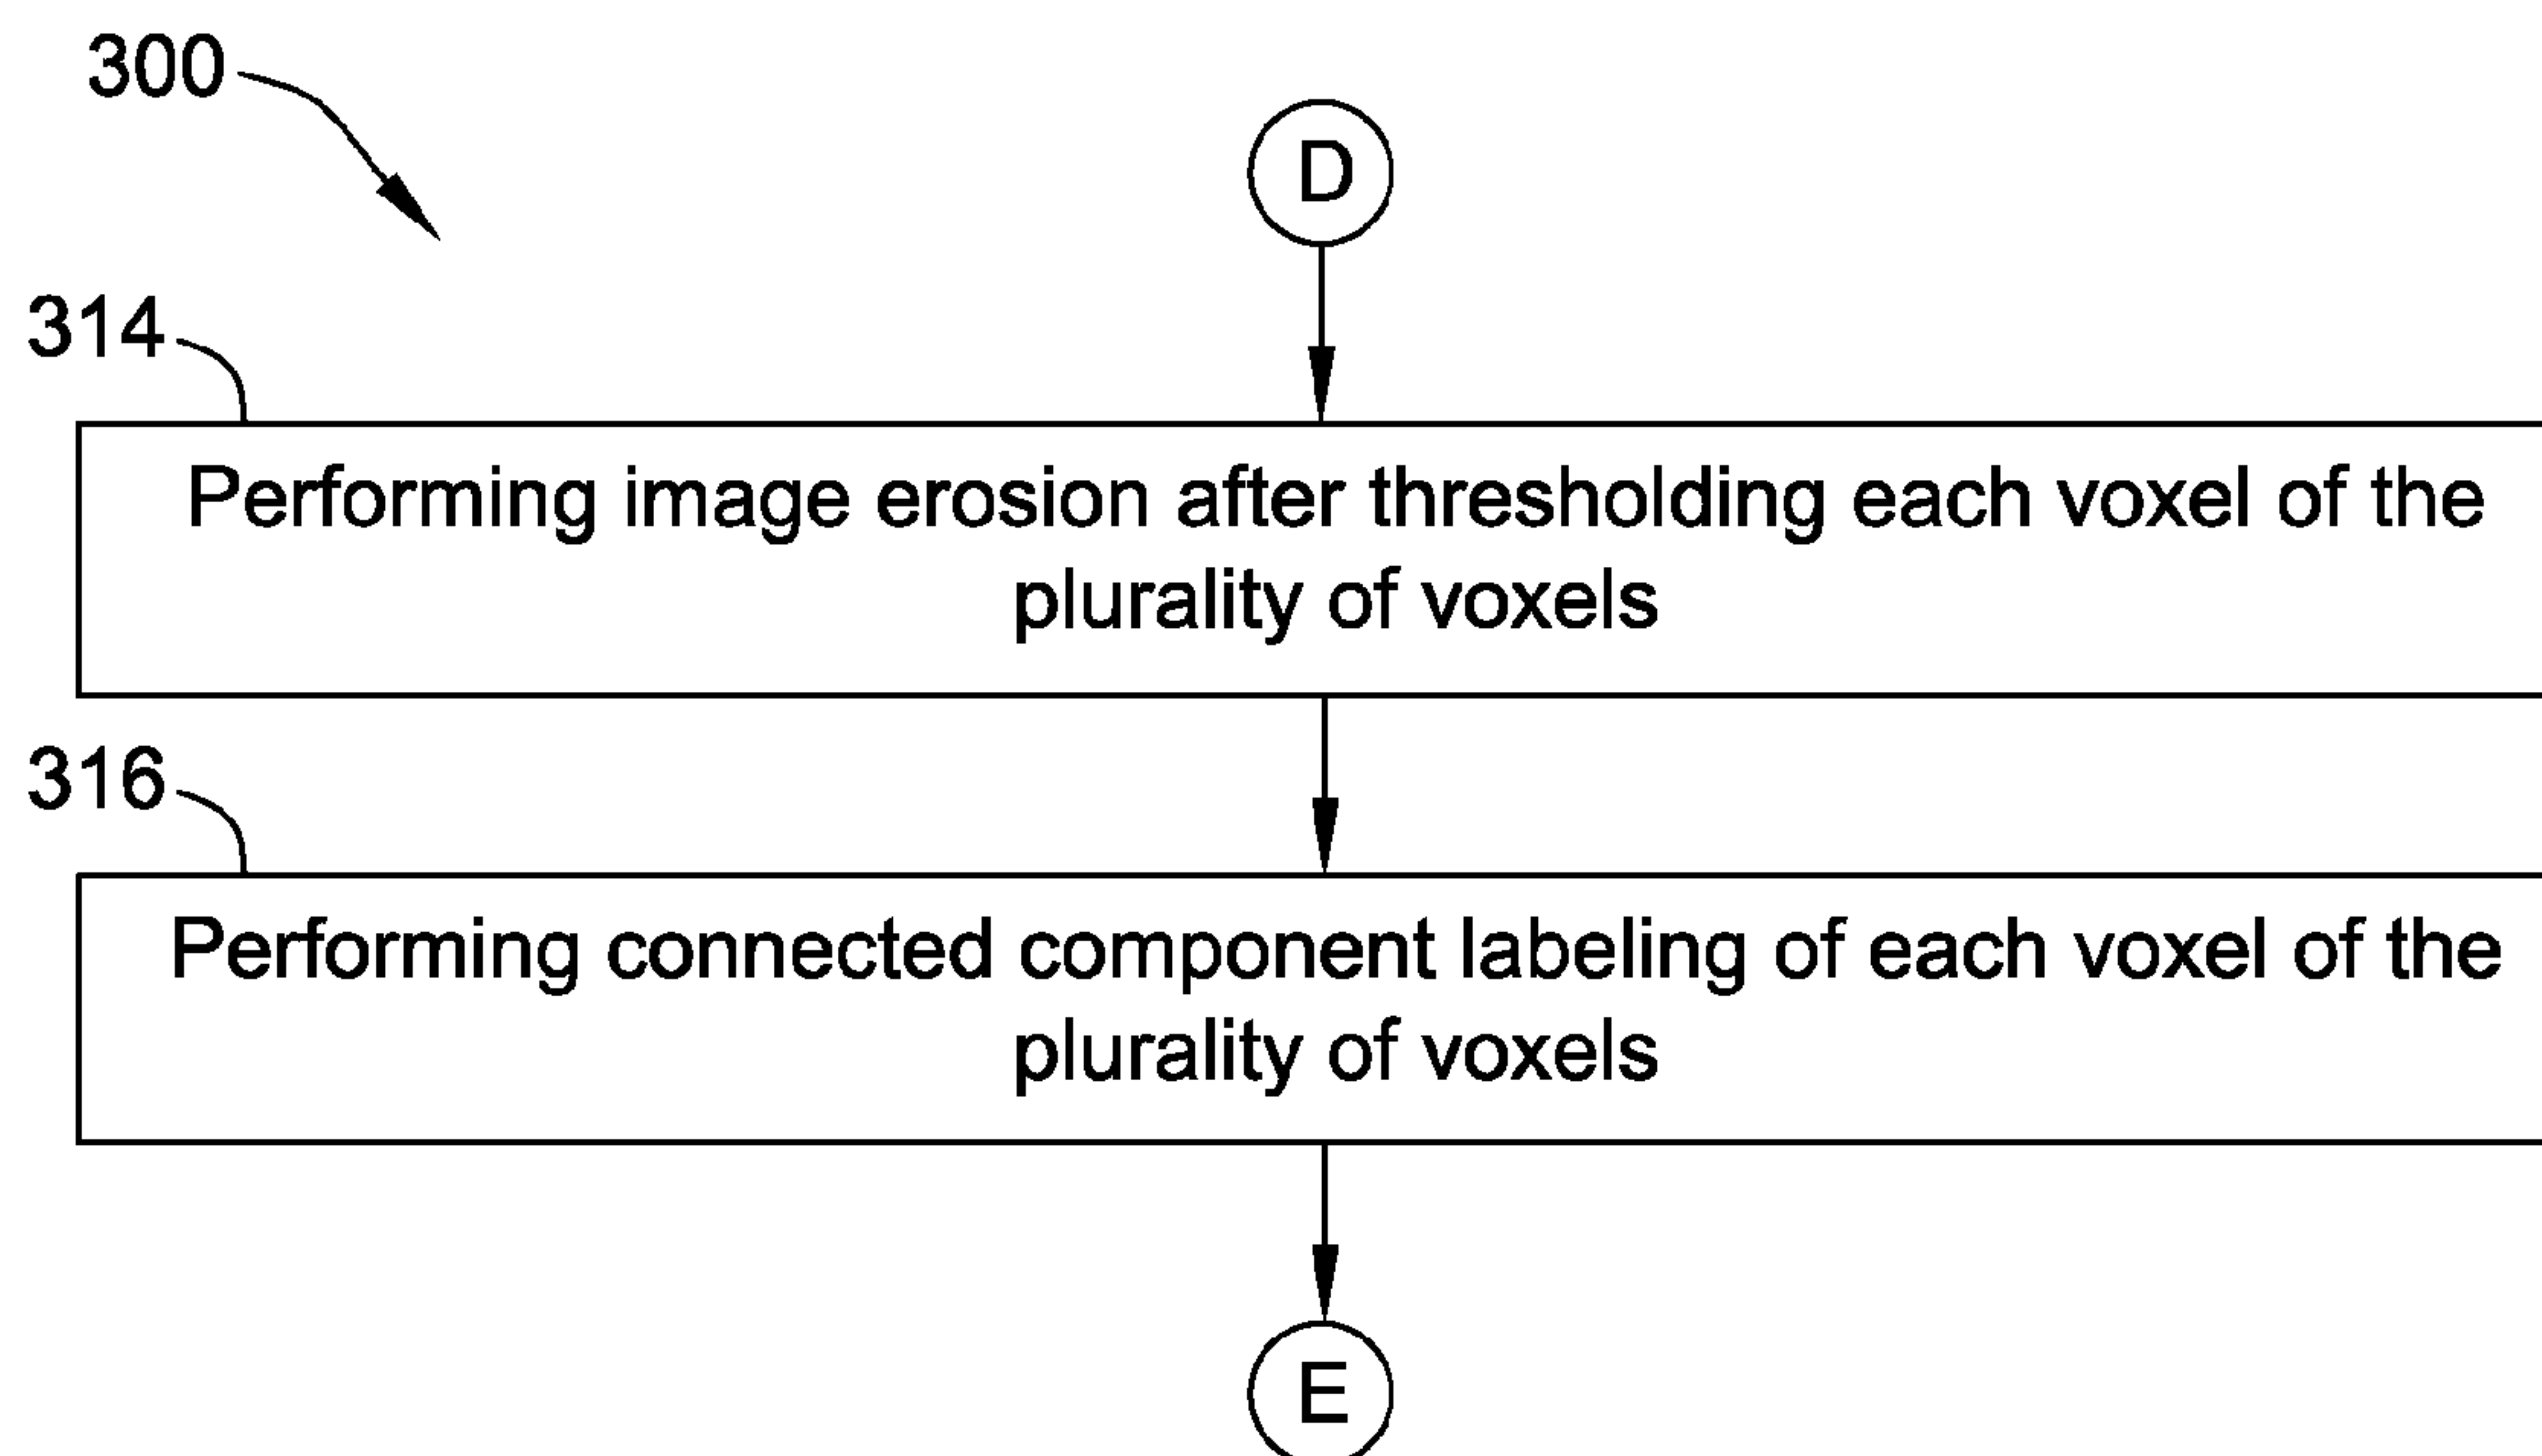 300
D
314
Performing image erosion after thresholding each voxel of the
plurality of voxels
316
Performing connected component labeling of each voxel of the
plurality of voxels
E